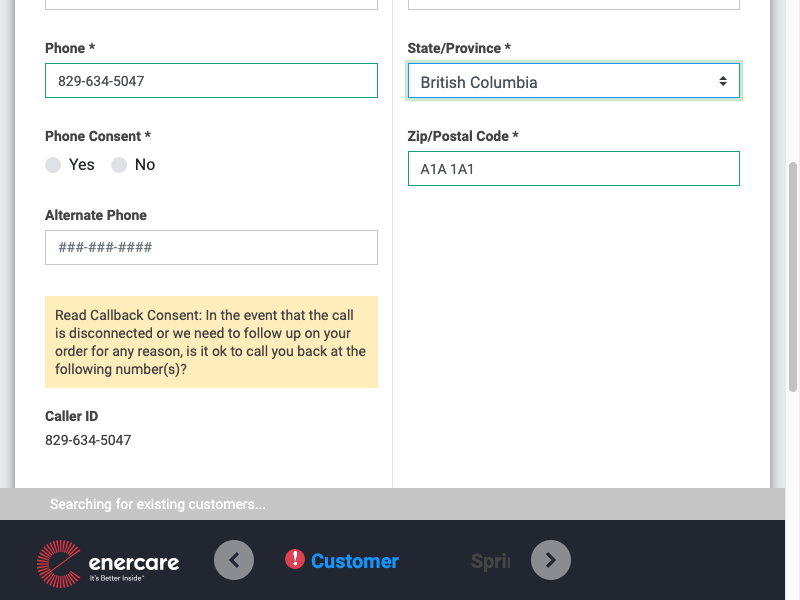 Phone *
829-634-5047
Phone Consent *
Yes No
Alternate Phone
###-###-####
Read Callback Consent: In the event that the call
is disconnected or we need to follow up on your
order for any reason, is it ok to call you back at the
following number(s)?
Caller ID
829-634-5047
State/Province *
British Columbia
Zip/Postal Code *
A1A 1A1
Searching for existing customers...
enercare
It's Better Inside™
Customer